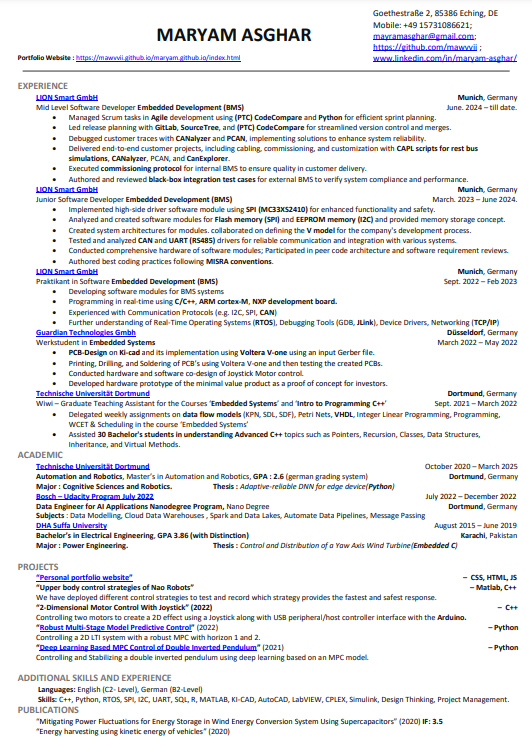 Goethestraße 2, 85386 Eching, DE
MARYAM ASGHAR
Mobile: +49 15731086621;
mayramasghar@gmail.com;
https://github.com/mawvvii ;
Portfolio Website : https://mawvvii.github.io/maryam.github.io/index.html
www.linkedin.com/in/maryam-asghar/
EXPERIENCE
LION Smart GmbH Munich, Germany
Mid Level Software Developer Embedded Development (BMS) June. 2024 – till date.
• Managed Scrum tasks in Agile development using (PTC) CodeCompare and Python for efficient sprint planning.
• Led release planning with GitLab, SourceTree, and (PTC) CodeCompare for streamlined version control and merges.
• Debugged customer traces with CANalyzer and PCAN, implementing solutions to enhance system reliability.
• Delivered end-to-end customer projects, including cabling, commissioning, and customization with CAPL scripts for rest bus
simulations, CANalyzer, PCAN, and CanExplorer.
• Executed commissioning protocol for internal BMS to ensure quality in customer delivery.
• Authored and reviewed black-box integration test cases for external BMS to verify system compliance and performance.
LION Smart GmbH Munich, Germany
Junior Software Developer Embedded Development (BMS) March. 2023 – June 2024.
• Implemented high-side driver software module using SPI (MC33XS2410) for enhanced functionality and safety.
• Analyzed and created software modules for Flash memory (SPI) and EEPROM memory (I2C) and provided memory storage concept.
• Created system architectures for modules. collaborated on defining the V model for the company's development process.
• Tested and analyzed CAN and UART (RS485) drivers for reliable communication and integration with various systems.
• Conducted comprehensive hardware of software modules; Participated in peer code architecture and software requirement reviews.
• Authored best coding practices following MISRA conventions.
LION Smart GmbH Munich, Germany
Praktikant in Software Embedded Development (BMS) Sept. 2022 – Feb 2023
• Developing software modules for BMS systems
• Programming in real-time using C/C++, ARM cortex-M, NXP development board.
• Experienced with Communication Protocols (e.g. I2C, SPI, CAN)
• Further understanding of Real-Time Operating Systems (RTOS), Debugging Tools (GDB, JLink), Device Drivers, Networking (TCP/IP)
Guardian Technologies Gmbh Düsseldorf, Germany
Werkstudent in Embedded Systems March 2022 – May 2022
• PCB-Design on Ki-cad and its implementation using Voltera V-one using an input Gerber file.
• Printing, Drilling, and Soldering of PCB's using Voltera V-one and then testing the created PCBs.
• Conducted hardware and software co-design of Joystick Motor control.
• Developed hardware prototype of the minimal value product as a proof of concept for investors.
Technische Universität Dortmund Dortmund, Germany
Wiwi – Graduate Teaching Assistant for the Courses 'Embedded Systems' and 'Intro to Programming C++' Sept. 2021 – March 2022
• Delegated weekly assignments on data flow models (KPN, SDL, SDF), Petri Nets, VHDL, Integer Linear Programming, Programming,
WCET & Scheduling in the course 'Embedded Systems'
• Assisted 30 Bachelor's students in understanding Advanced C++ topics such as Pointers, Recursion, Classes, Data Structures,
Inheritance, and Virtual Methods.
ACADEMIC
Technische Universität Dortmund October 2020 – March 2025
Automation and Robotics, Master's in Automation and Robotics, GPA : 2.6 (german grading system) Dortmund, Germany
Major : Cognitive Sciences and Robotics. Thesis : Adaptive-reliable DNN for edge device(Python)
Bosch – Udacity Program July 2022 July 2022 – December 2022
Data Engineer for AI Applications Nanodegree Program, Nano Degree Dortmund, Germany
Subjects : Data Modelling, Cloud Data Warehouses , Spark and Data Lakes, Automate Data Pipelines, Message Passing
DHA Suffa University August 2015 – June 2019
Bachelor's in Electrical Engineering, GPA 3.86 (with Distinction) Karachi, Pakistan
Major : Power Engineering. Thesis : Control and Distribution of a Yaw Axis Wind Turbine(Embedded C)
PROJECTS
"Personal portfolio website" – CSS, HTML, JS
"Upper body control strategies of Nao Robots" – Matlab, C++
We have deployed different control strategies to test and record which strategy provides the fastest and safest response.
"2-Dimensional Motor Control With Joystick" (2022) – C++
Controlling two motors to create a 2D effect using a Joystick along with USB peripheral/host controller interface with the Arduino.
"Robust Multi-Stage Model Predictive Control" (2022) – Python
Controlling a 2D LTI system with a robust MPC with horizon 1 and 2.
"Deep Learning Based MPC Control of Double Inverted Pendulum" (2021) – Python
Controlling and Stabilizing a double inverted pendulum using deep learning based on an MPC model.
ADDITIONAL SKILLS AND EXPERIENCE
Languages: English (C2- Level), German (B2-Level)
Skills: C++, Python, RTOS, SPI, I2C, UART, SQL, R, MATLAB, KI-CAD, AutoCAD, LabVIEW, CPLEX, Simulink, Design Thinking, Project Management.
PUBLICATIONS
"Mitigating Power Fluctuations for Energy Storage in Wind Energy Conversion System Using Supercapacitors" (2020) IF: 3.5
"Energy harvesting using kinetic energy of vehicles" (2020)